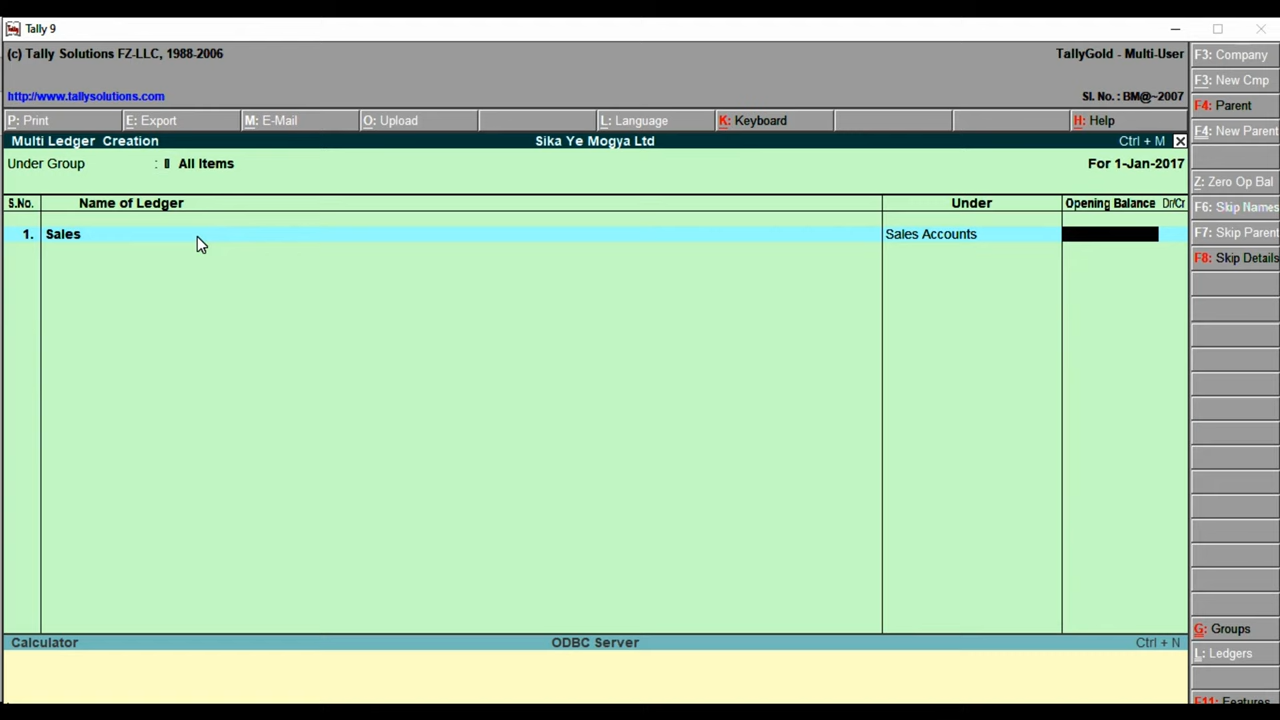 Tally 9
(c) Tally Solutions FZ-LLC, 1988-2006
TallyGold - Multi-User
http://www.tallysolutions.com
Sl. No. : BM@~2007
P: Print
E: Export
M: E-Mail
O: Upload
L: Language
K: Keyboard
H: Help
Multi Ledger Creation
Sika Ye Mogya Ltd
Ctrl + M
Under Group : All Items
For 1-Jan-2017
S.No. Name of Ledger Under Opening Balance Dr/Cr
1. Sales Sales Accounts
Calculator
ODBC Server
Ctrl + N
F3: Company
F3: New Cmp
F4: Parent
F4: New Parent
Z: Zero Op Bal
F6: Skip Names
F7: Skip Parent
F8: Skip Details
G: Groups
L: Ledgers
F11: Features